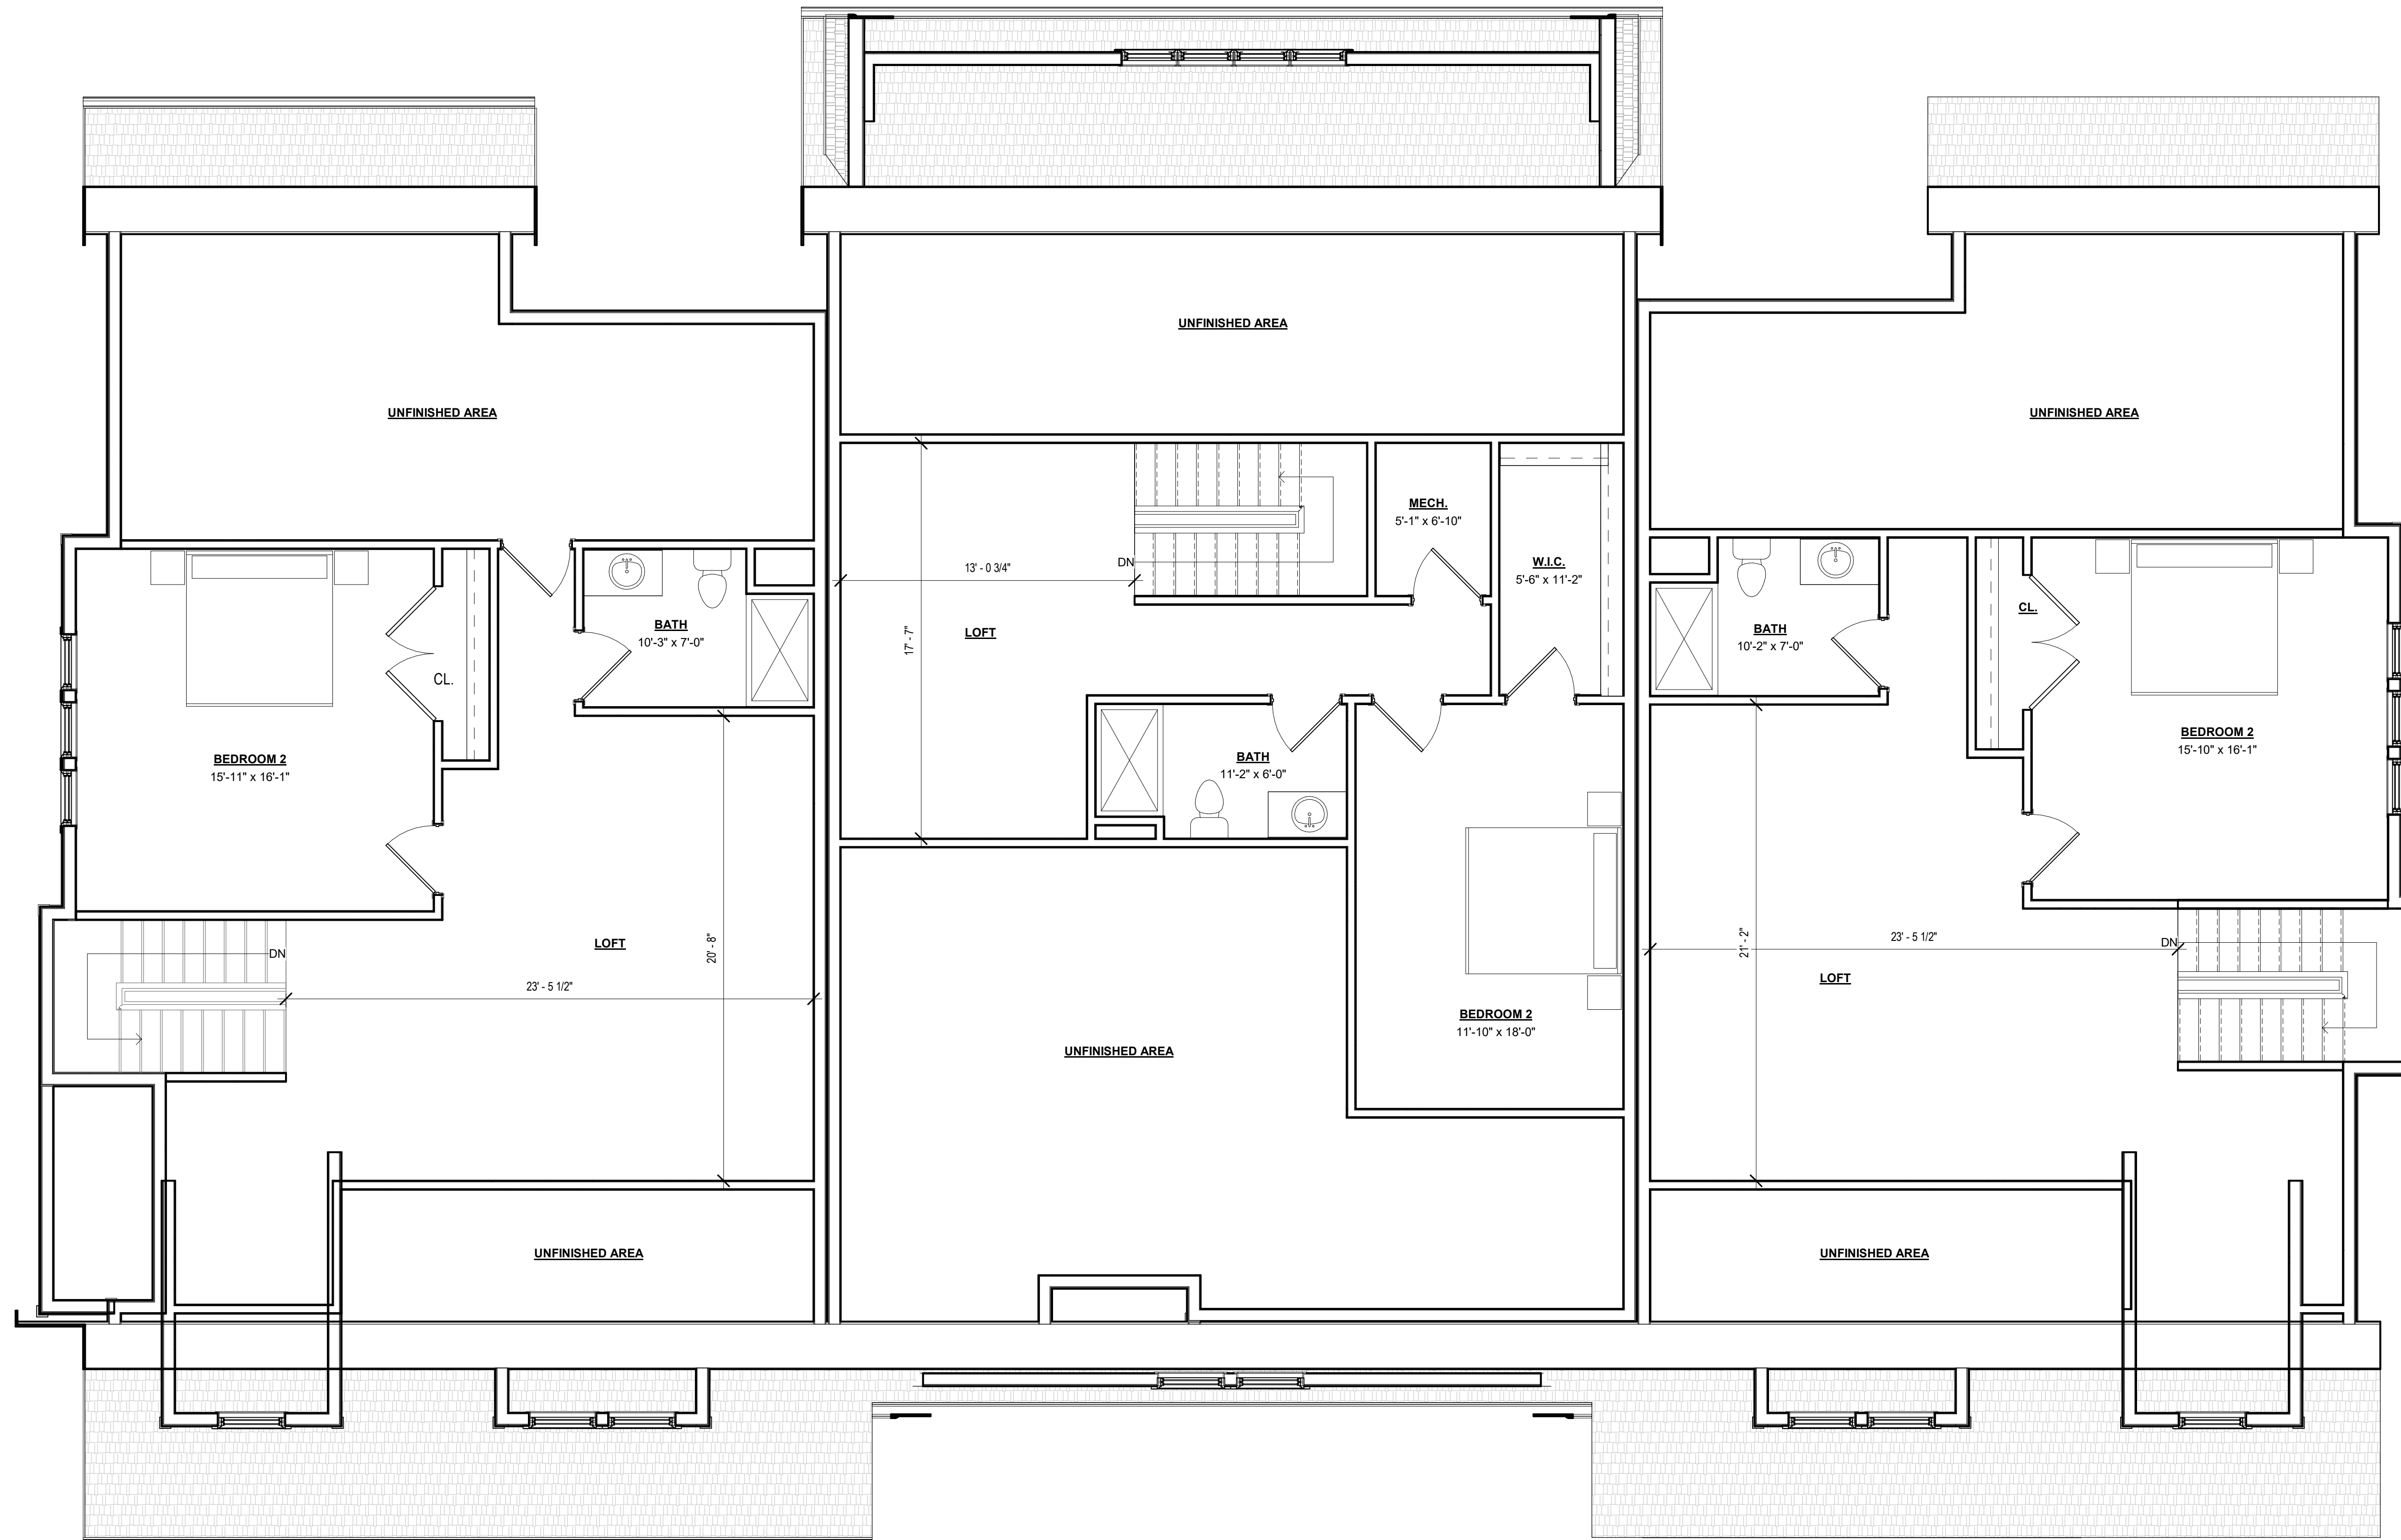 UNFINISHED AREA
UNFINISHED AREA
UNFINISHED AREA
MECH.
5'-1" x 6'-10"
W.I.C.
5'-6" x 11'-2"
DN
13' - 0 3/4"
17' - 7"
LOFT
BATH
10'-3" x 7'-0"
CL.
BEDROOM 2
15'-11" x 16'-1"
BATH
11'-2" x 6'-0"
BATH
10'-2" x 7'-0"
CL.
BEDROOM 2
15'-10" x 16'-1"
DN
LOFT
20' - 8"
23' - 5 1/2"
BEDROOM 2
11'-10" x 18'-0"
UNFINISHED AREA
21' - 2"
23' - 5 1/2"
DN
LOFT
UNFINISHED AREA
UNFINISHED AREA